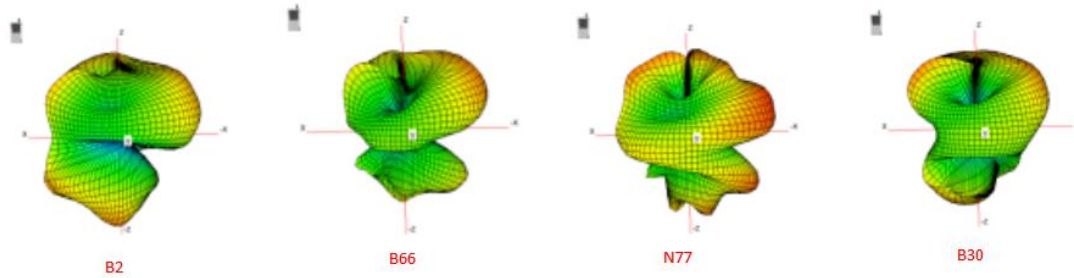 Z Z Z Z
X -X X -X X -X X
Y Y Y Y
-Z -Z -Z -Z
B2 B66 N77 B30